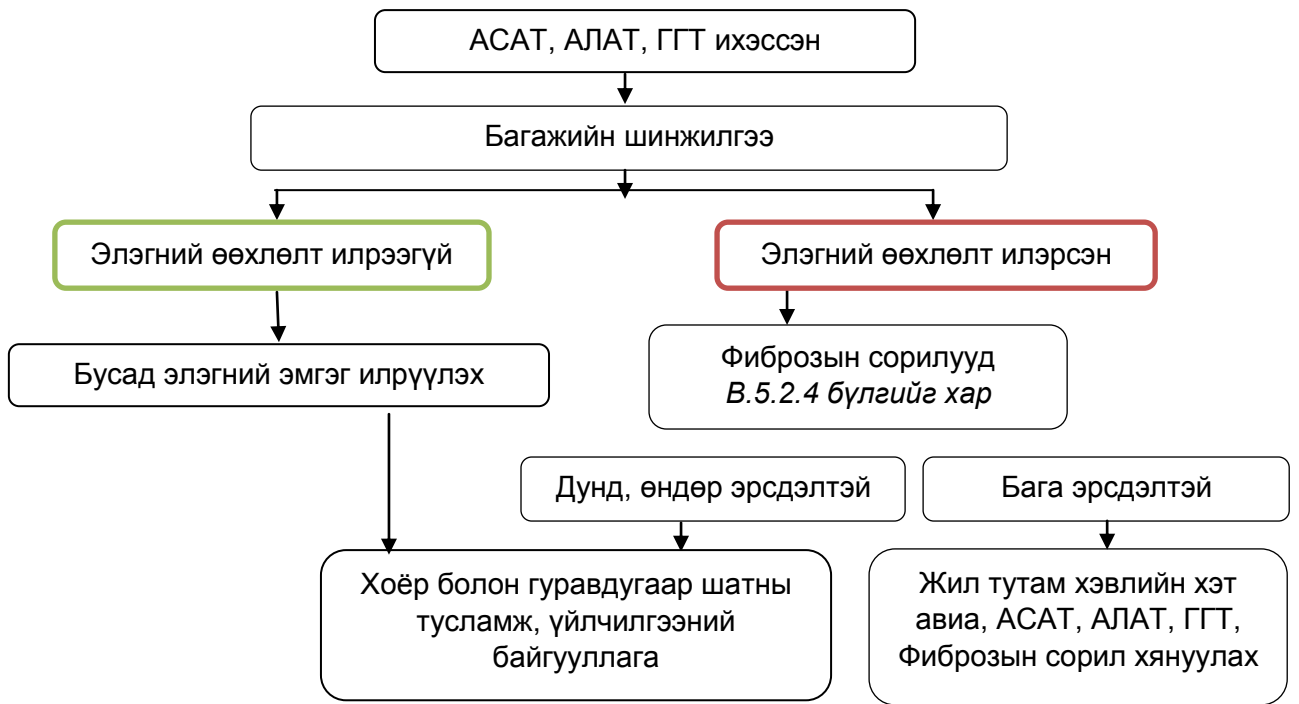 АСАТ, АЛАТ, ГГТ ихэссэн
Багажийн шинжилгээ
Элэгний өөхлөлт илрээгүй
Элэгний өөхлөлт илэрсэн
Бусад элэгний эмгэг илрүүлэх
Фиброзын сорилууд
В.5.2.4 бүлгийг хар
Дунд, өндөр эрсдэлтэй
Бага эрсдэлтэй
Хоёр болон гуравдугаар шатны
тусламж, үйлчилгээний
байгууллага
Жил тутам хэвлийн хэт
авиа, АСАТ, АЛАТ, ГГТ,
Фиброзын сорил хянуулах